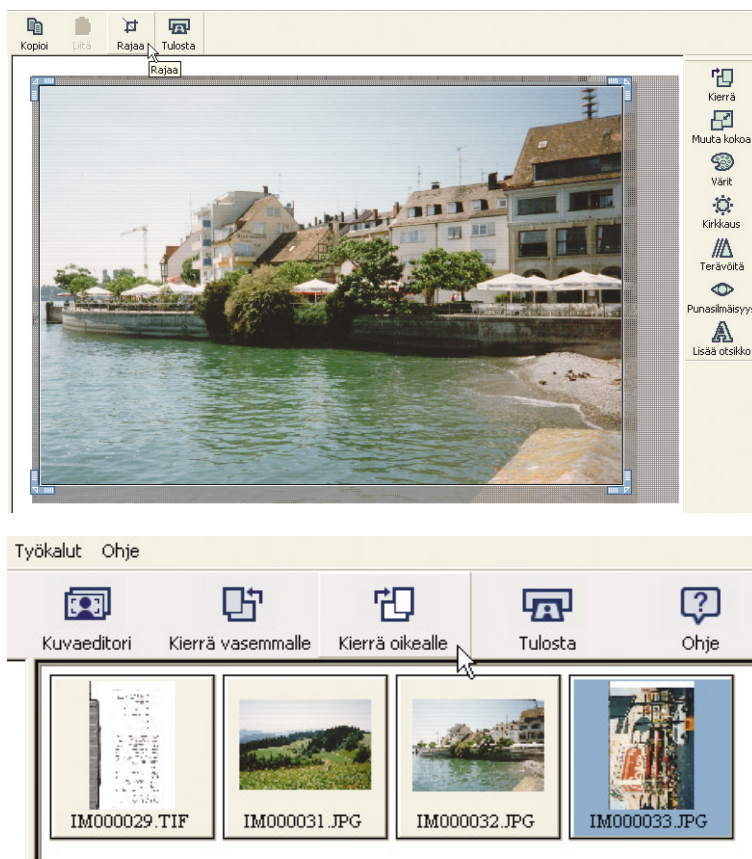 Kopioi Liitä Rajaa Tulosta
Rajaa
Kierrä
Muuta kokoa
Värit
Kirkkaus
Terävöitä
Punasilmäisyys
Lisää otsikko
Työkalut Ohje
Kuvaeditori Kierrä vasemmalle Kierrä oikealle Tulosta Ohje
IM000029.TIF IM000031.JPG IM000032.JPG IM000033.JPG